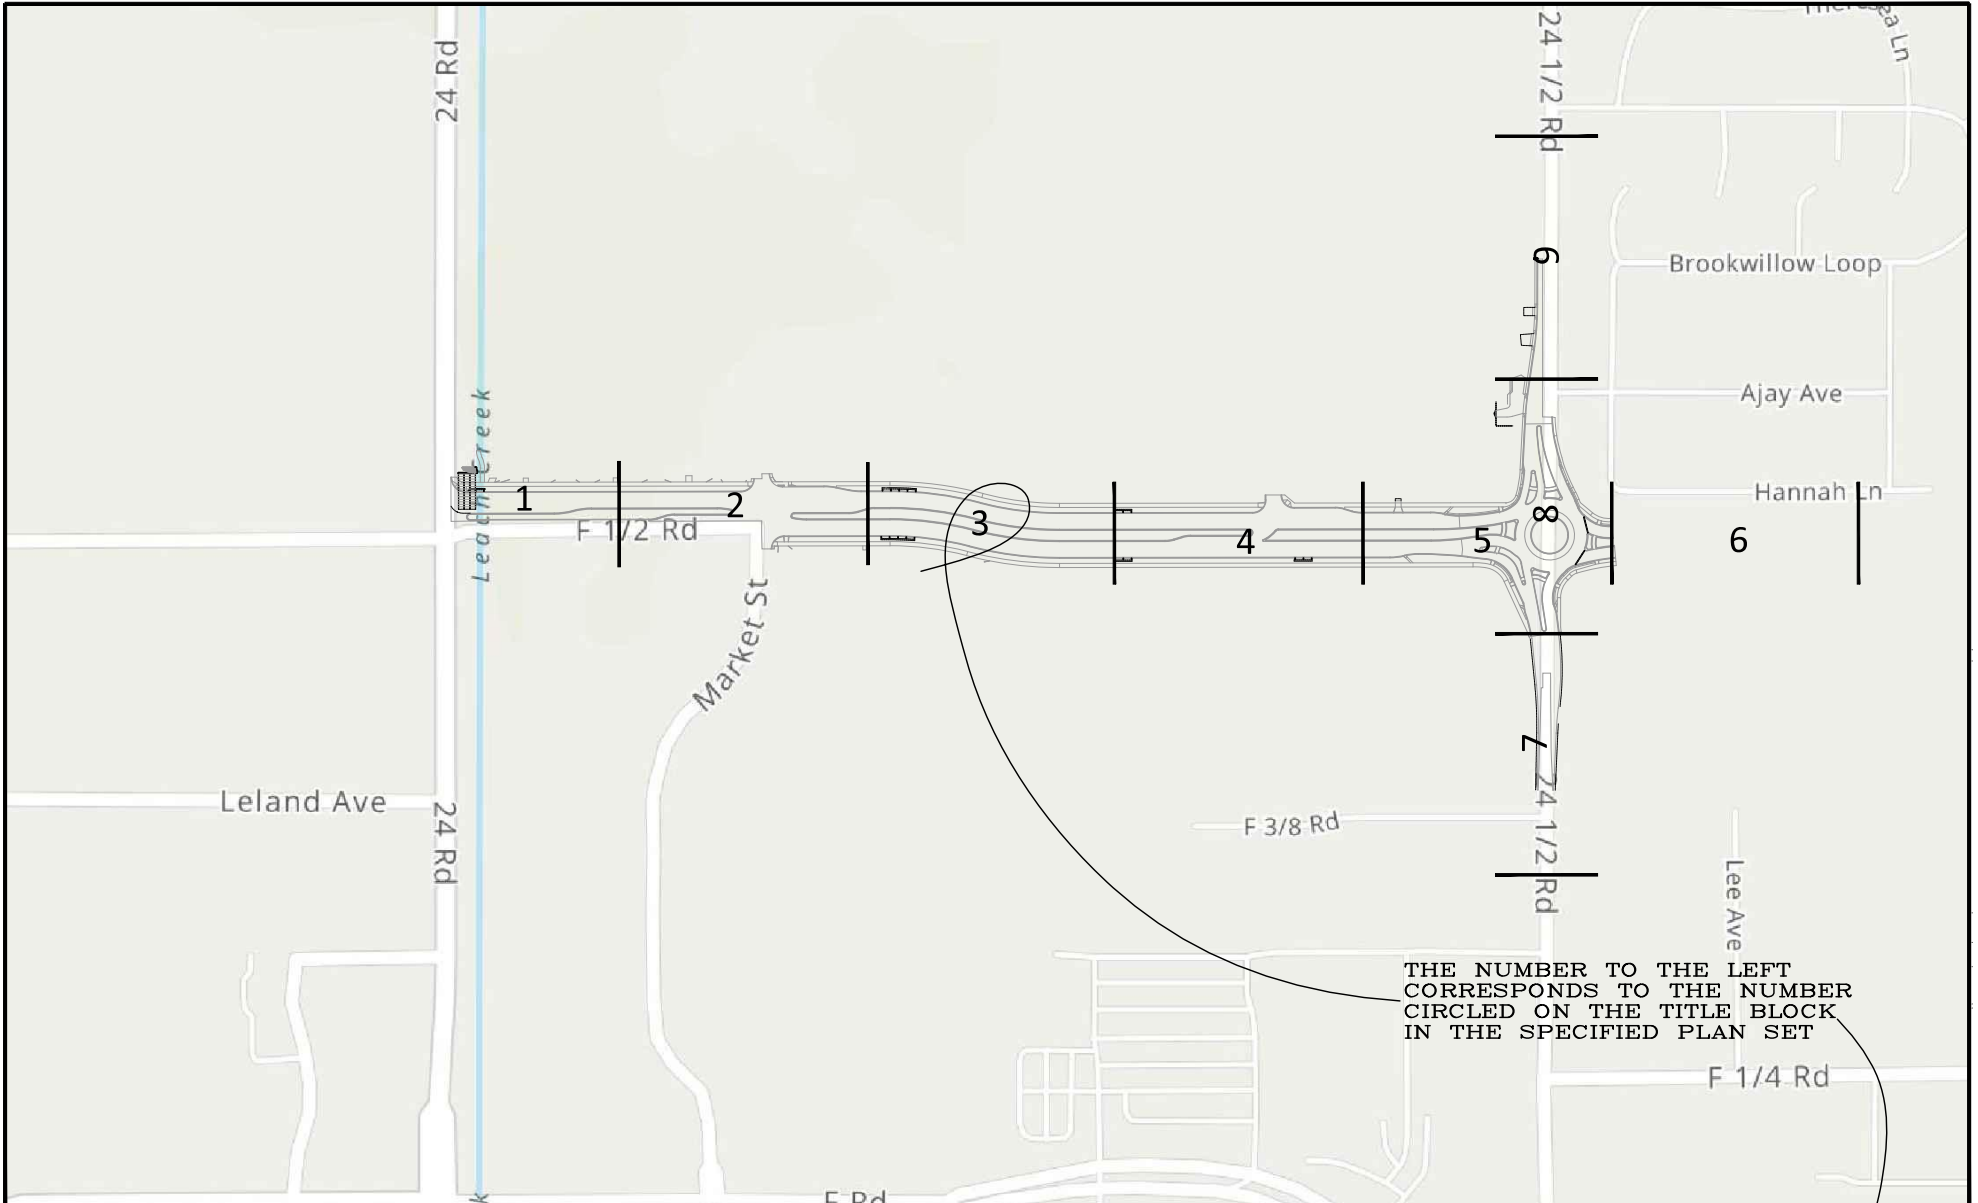 24 Rd
24 1/2 Rd
ea Ln
Brookwillow Loop
9
Ajay Ave
Leach Creek
Hannah Ln
1
2
3
4
5
8
6
F 1/2 Rd
Market St
7
Leland Ave
24 Rd
F 3/8 Rd
24 1/2 Rd
Lee Ave
THE NUMBER TO THE LEFT
CORRESPONDS TO THE NUMBER
CIRCLED ON THE TITLE BLOCK
IN THE SPECIFIED PLAN SET
F 1/4 Rd
F Rd
k